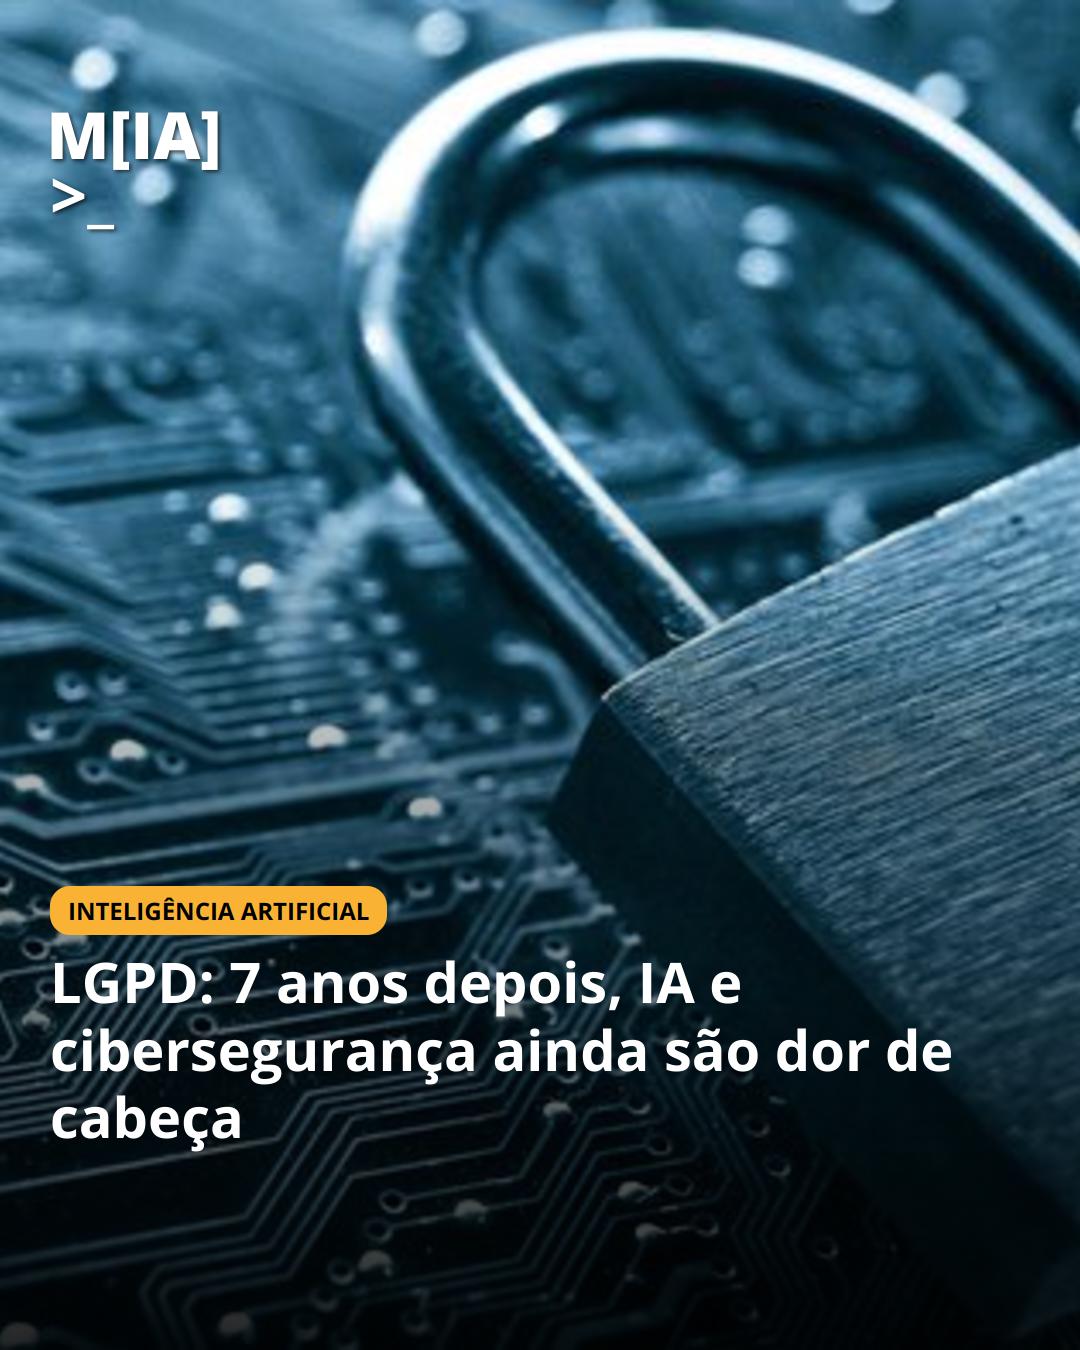 M[IA]
>_
INTELIGÊNCIA ARTIFICIAL
LGPD: 7 anos depois, IA e
cibersegurança ainda são dor de
cabeça